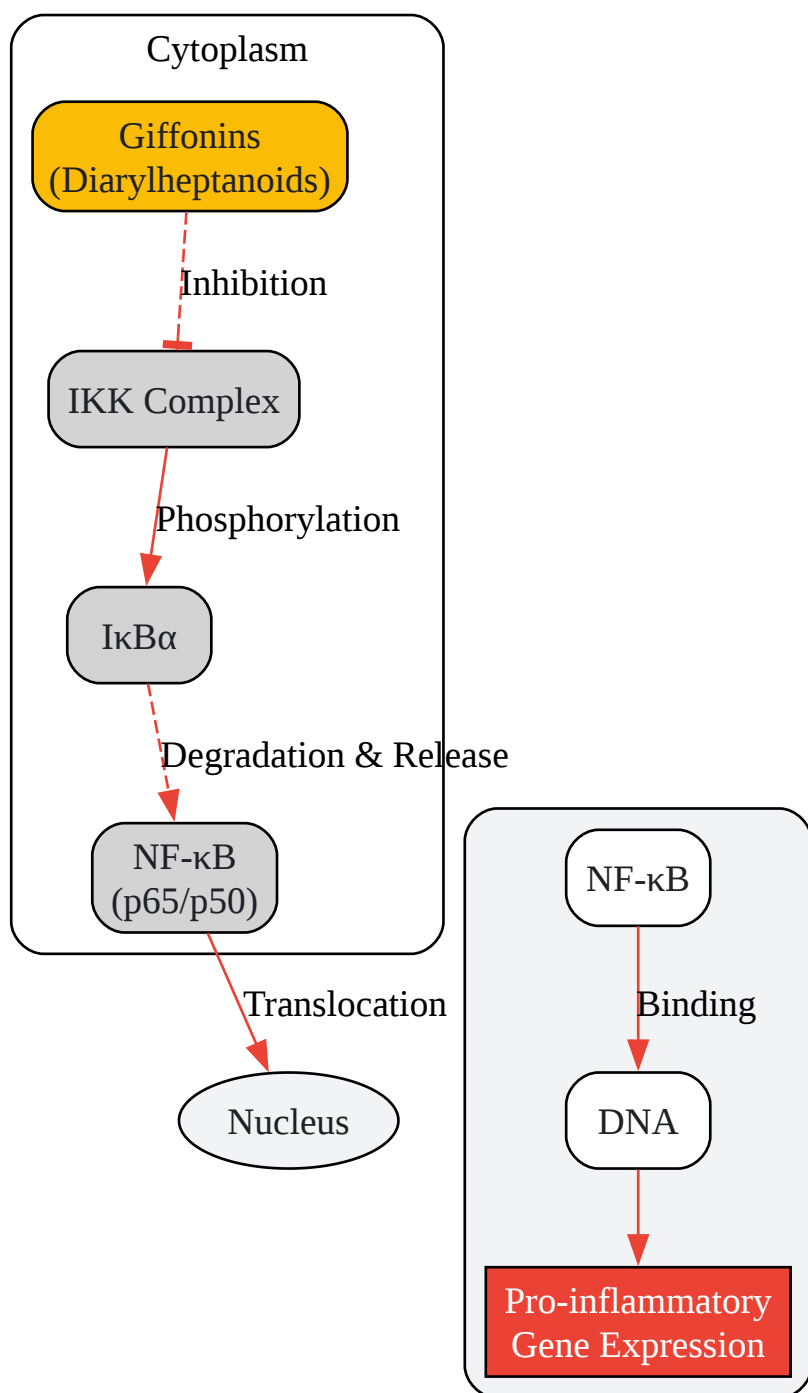 Cytoplasm
Giffonins
(Diarylheptanoids)
Inhibition
IKK Complex
Phosphorylation
IκBα
Degradation & Release
NF-κB
(p65/p50)
Translocation
Nucleus
NF-κB
Binding
DNA
Pro-inflammatory
Gene Expression